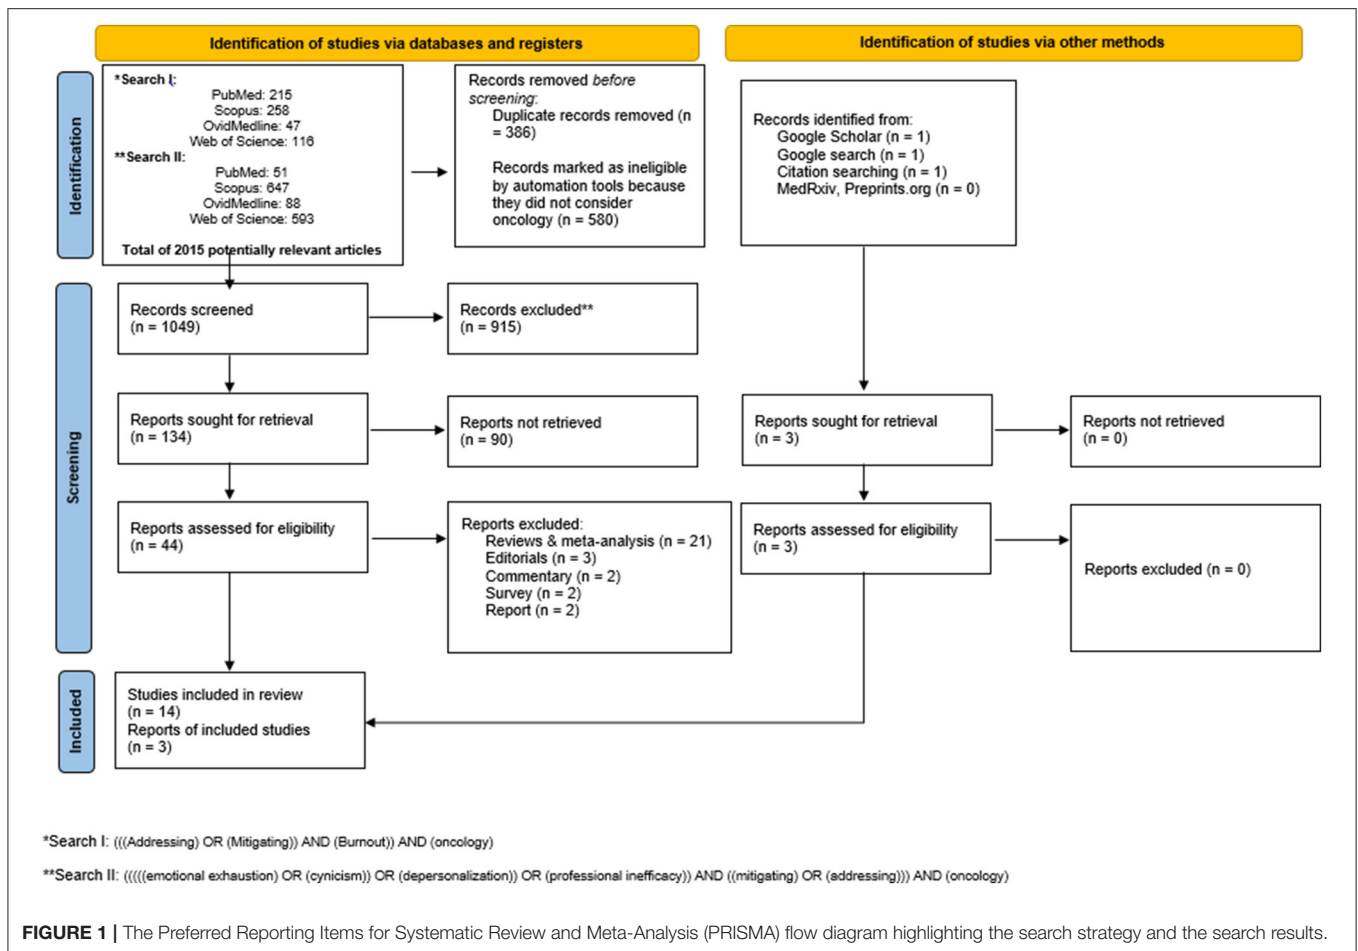 Identification of studies via databases and registers
Identification of studies via other methods
Identification
*Search I:
PubMed: 215
Scopus: 258
OvidMedline: 47
Web of Science: 116
**Search II:
PubMed: 51
Scopus: 647
OvidMedline: 88
Web of Science: 593
Total of 2015 potentially relevant articles
Records removed before
screening:
Duplicate records removed (n
= 386)
Records marked as ineligible
by automation tools because
they did not consider
oncology (n = 580)
Records identified from:
Google Scholar (n = 1)
Google search (n = 1)
Citation searching (n = 1)
MedRxiv, Preprints.org (n = 0)
Screening
Records screened
(n = 1049)
Records excluded**
(n = 915)
Reports sought for retrieval
(n = 134)
Reports not retrieved
(n = 90)
Reports sought for retrieval
(n = 3)
Reports not retrieved
(n = 0)
Reports assessed for eligibility
(n = 44)
Reports excluded:
Reviews & meta-analysis (n = 21)
Editorials (n = 3)
Commentary (n = 2)
Survey (n = 2)
Report (n = 2)
Reports assessed for eligibility
(n = 3)
Reports excluded (n = 0)
Included
Studies included in review
(n = 14)
Reports of included studies
(n = 3)
*Search I: (((Addressing) OR (Mitigating)) AND (Burnout)) AND (oncology)
**Search II: (((((emotional exhaustion) OR (cynicism)) OR (depersonalization)) OR (professional inefficacy)) AND ((mitigating) OR (addressing))) AND (oncology)
FIGURE 1 | The Preferred Reporting Items for Systematic Review and Meta-Analysis (PRISMA) flow diagram highlighting the search strategy and the search results.